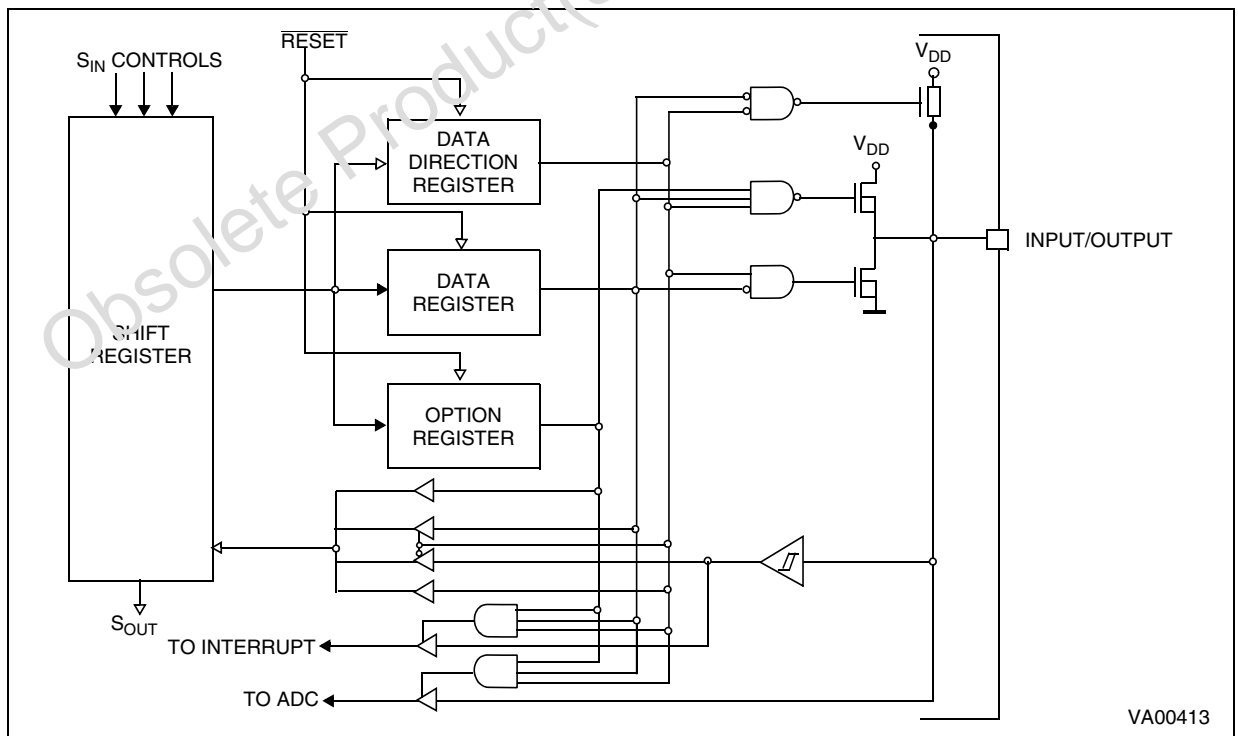 Obsolete Product(
RESET
S_IN CONTROLS
V_DD
DATA
DIRECTION
REGISTER
V_DD
INPUT/OUTPUT
DATA
REGISTER
SHIFT
REGISTER
OPTION
REGISTER
S_OUT
TO INTERRUPT
TO ADC
VA00413